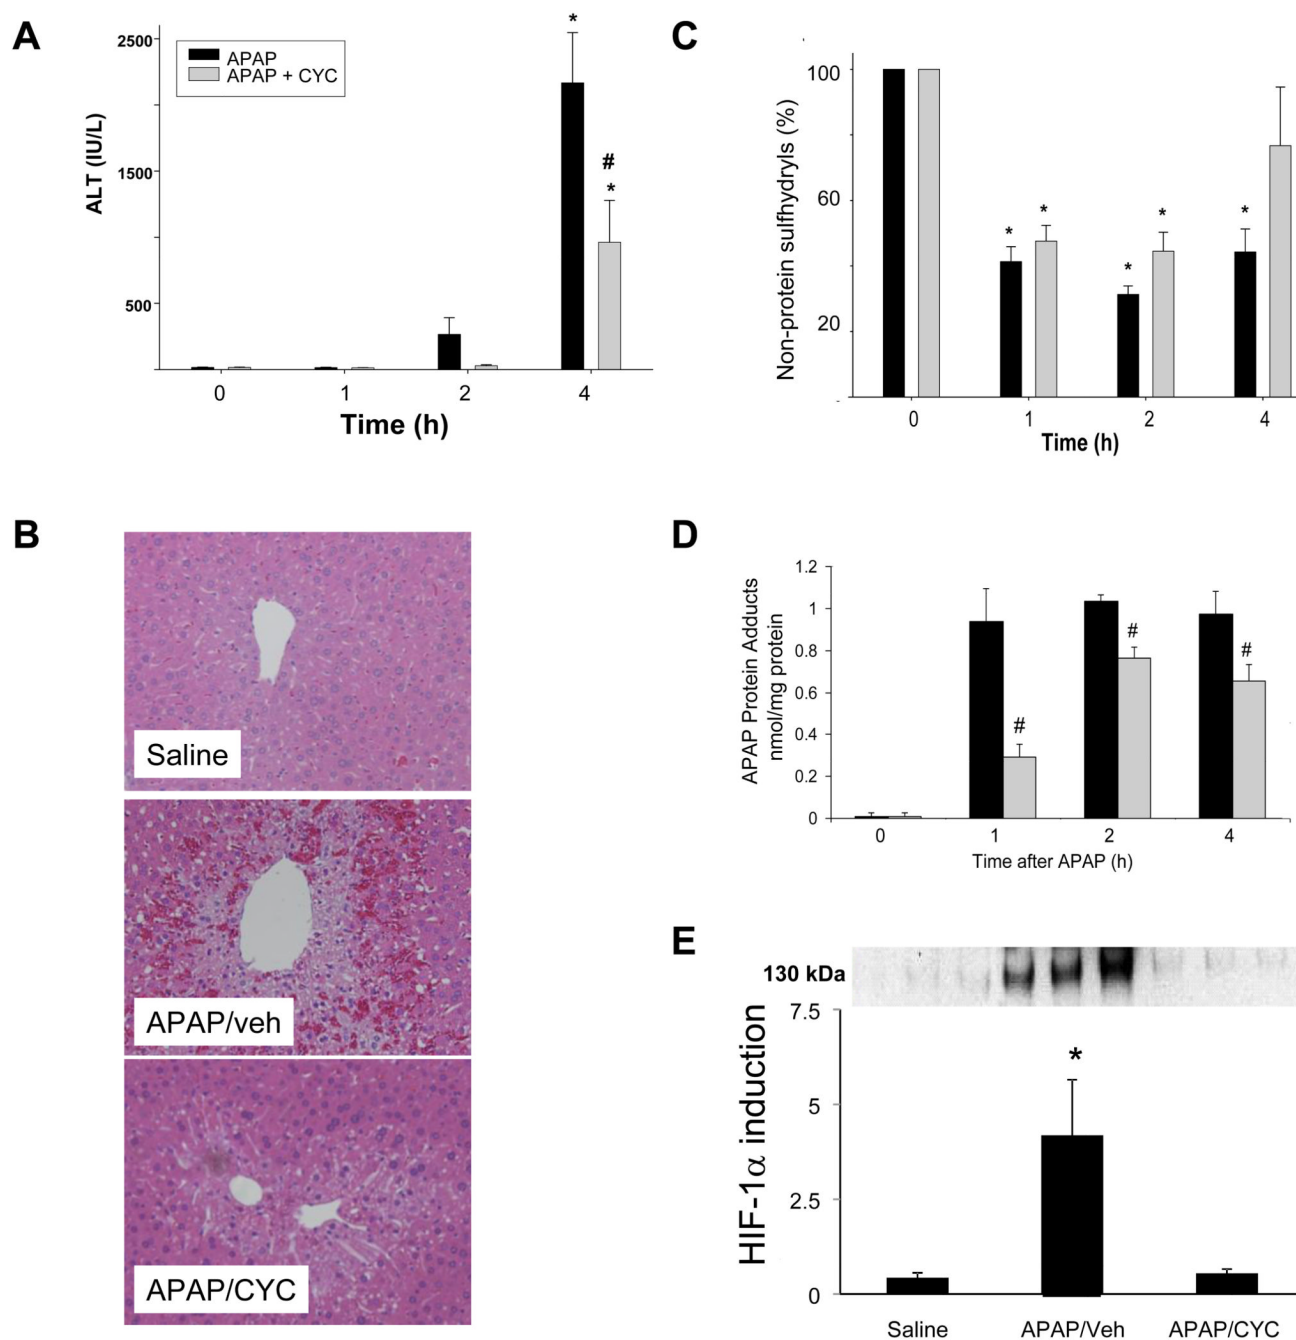 A
ALT (IU/L)
2500
1500
500
APAP
APAP + CYC
*
#
*
0 1 2 4
Time (h)
B
Saline
APAP/veh
APAP/CYC
C
Non-protein sulfhydryls (%)
100
60
20
* * * * *
0 1 2 4
Time (h)
D
APAP Protein Adducts
nmol/mg protein
1.2
1
0.8
0.6
0.4
0.2
0
# # #
0 1 2 4
Time after APAP (h)
E
130 kDa
HIF-1α induction
7.5
5
2.5
0
*
Saline APAP/Veh APAP/CYC